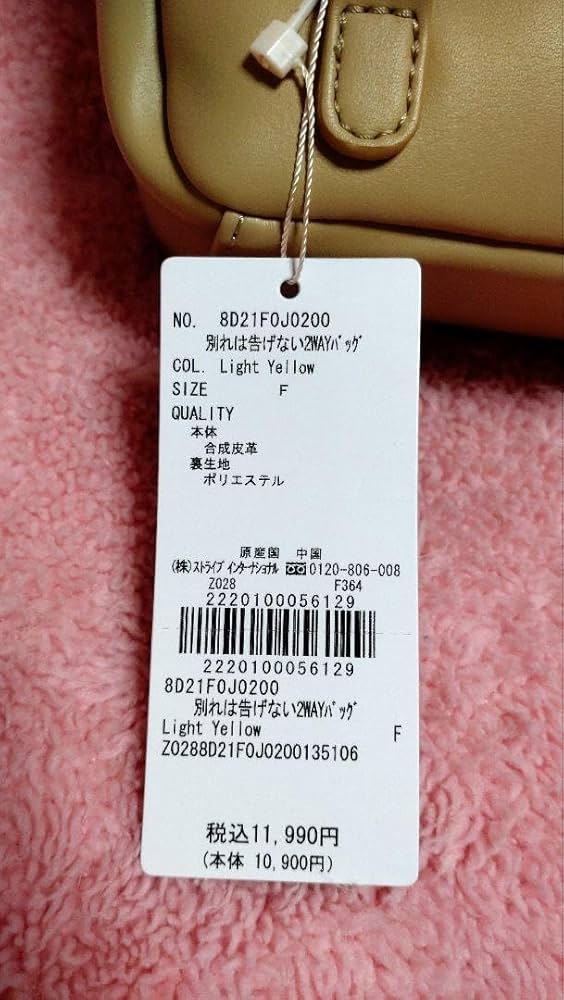 NO. 8D21F0J0200
別れは告げない2WAYﾊﾞｯｸﾞ
COL. Light Yellow
SIZE F
QUALITY
本体
合成皮革
裏生地
ポリエステル
原産国 中国
(株)ストライプ インターナショナル 0120-806-008
Z028 F364
2220100056129
2220100056129
8D21F0J0200
別れは告げない2WAYﾊﾞｯｸﾞ
Light Yellow F
Z0288D21F0J0200135106
税込11,990円
(本体 10,900円)